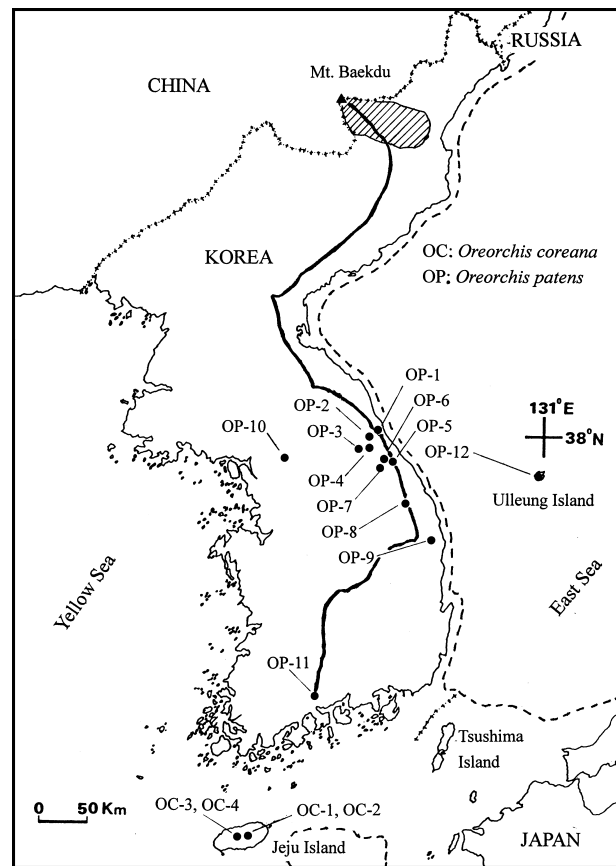 RUSSIA
Mt. Baekdu
CHINA
KOREA
OC: Oreorchis coreana
OP: Oreorchis patens
OP-1
OP-2
OP-6
OP-3
OP-5
OP-10
OP-4
OP-7
OP-12
131°E
38°N
Ulleung Island
OP-8
OP-9
Yellow Sea
East Sea
OP-11
Tsushima
Island
0 50 Km
OC-3, OC-4
OC-1, OC-2
Jeju Island
JAPAN